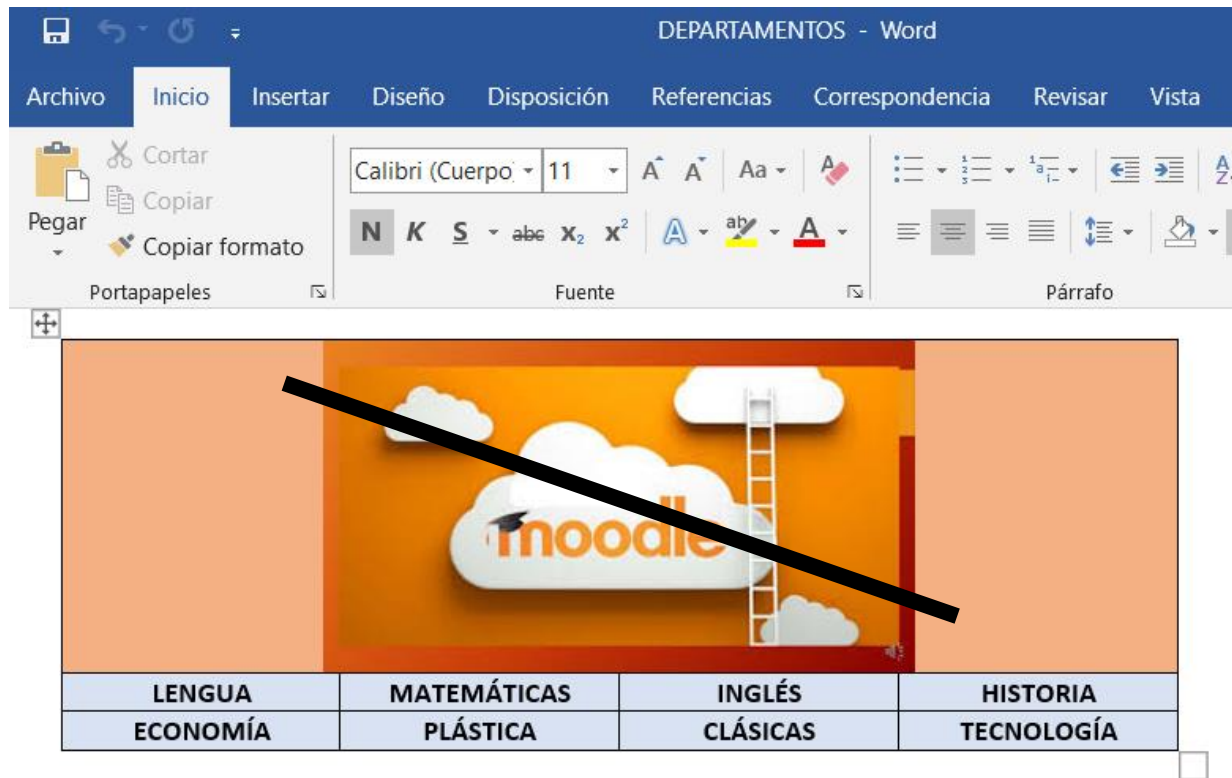 DEPARTAMENTOS - Word
Archivo Inicio Insertar Diseño Disposición Referencias Correspondencia Revisar Vista
Pegar
Cortar
Copiar
Copiar formato
Portapapeles
Calibri (Cuerpo) 11 A A Aa
N K S abc X₂ X² A ab A
Fuente
Párrafo
moodle
LENGUA MATEMÁTICAS INGLÉS HISTORIA
ECONOMÍA PLÁSTICA CLÁSICAS TECNOLOGÍA